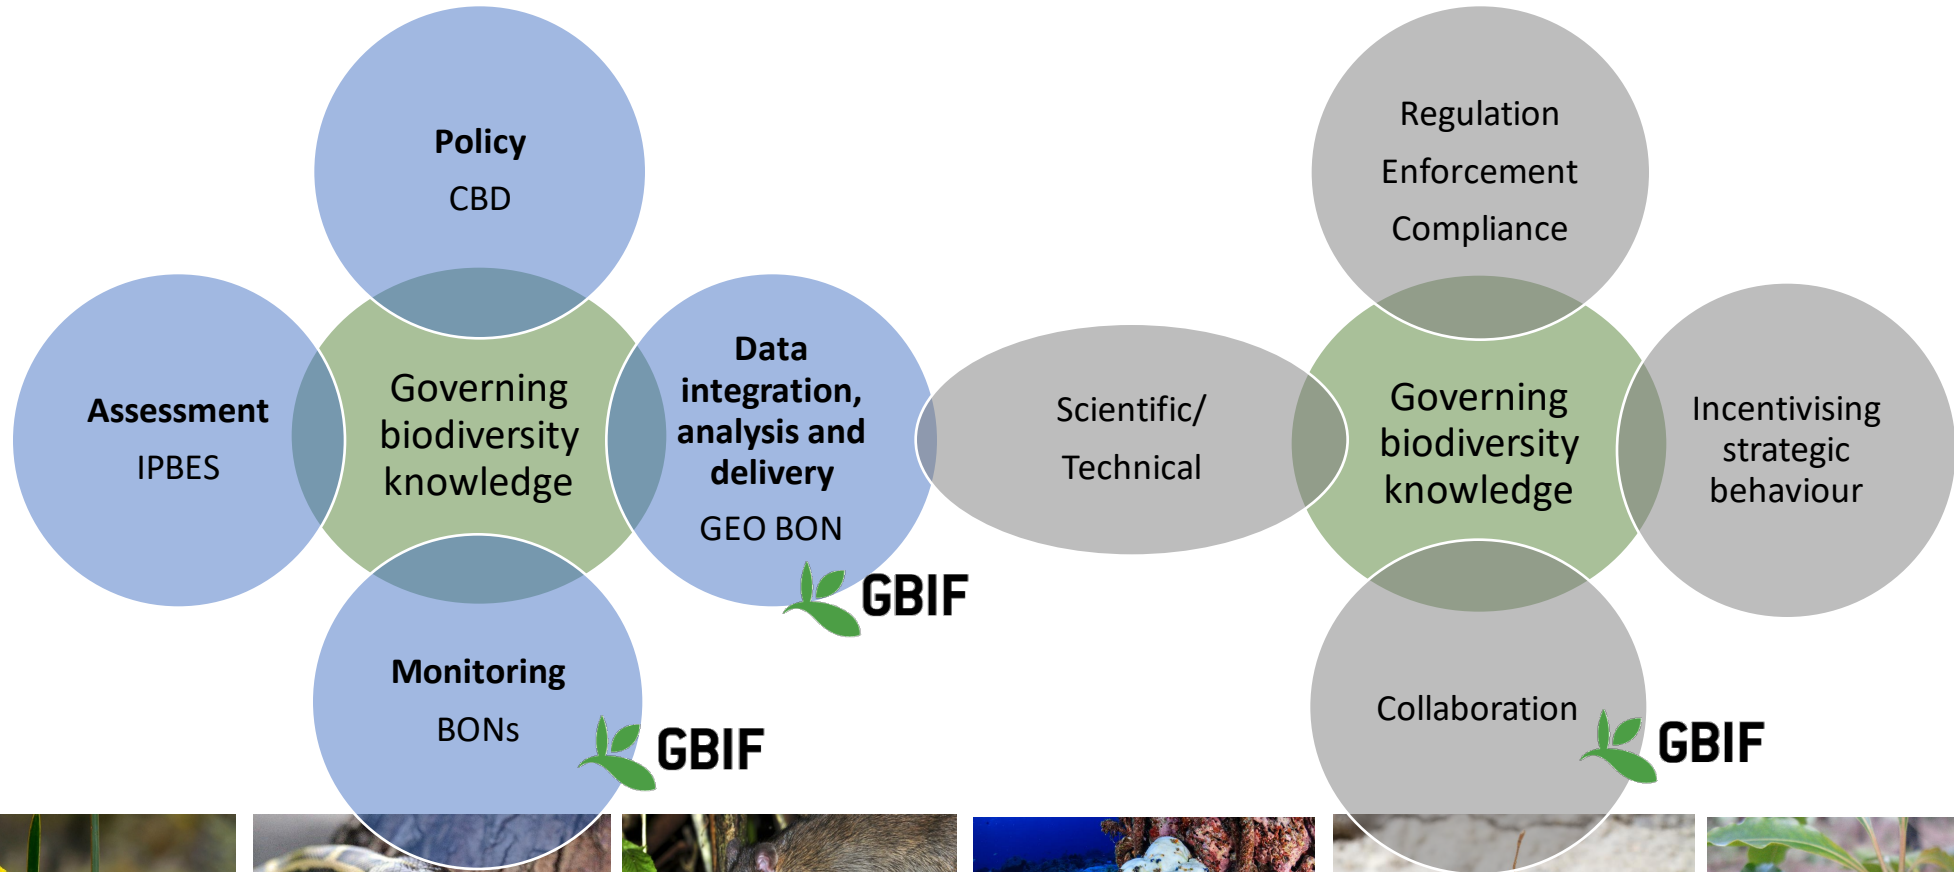 Policy
CBD
Assessment
IPBES
Governing
biodiversity
knowledge
Data
integration,
analysis and
delivery
GEO BON
GBIF
Monitoring
BONs
GBIF
Scientific/
Technical
Regulation
Enforcement
Compliance
Governing
biodiversity
knowledge
Incentivising
strategic
behaviour
Collaboration
GBIF